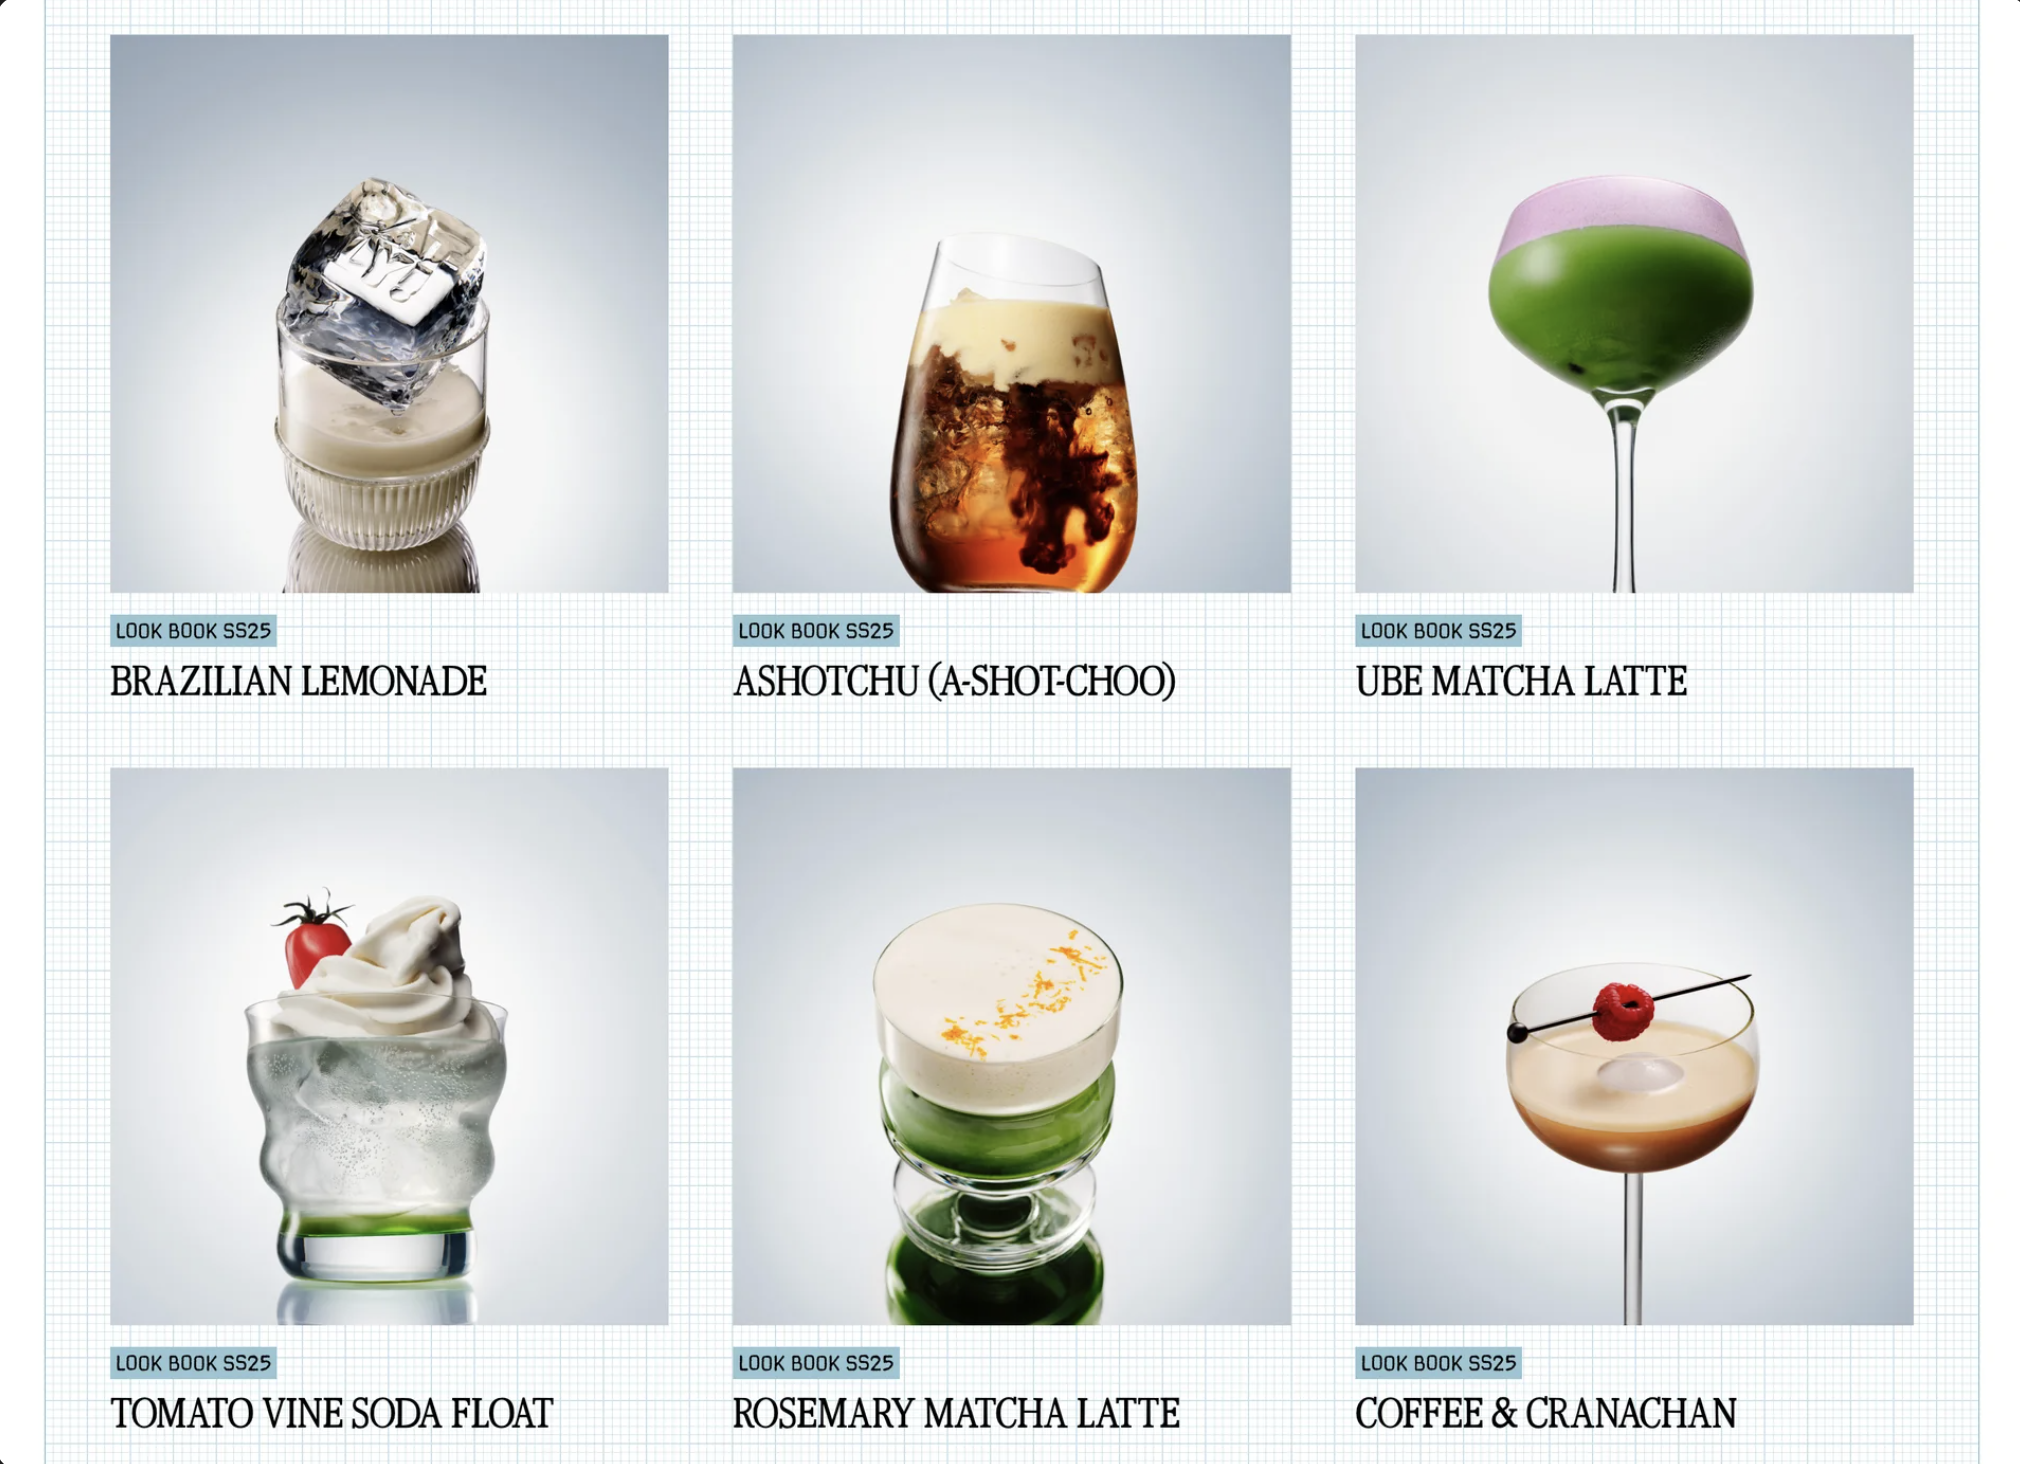 LYU
LOOK BOOK SS25
LOOK BOOK SS25
LOOK BOOK SS25
BRAZILIAN LEMONADE
ASHOTCHU (A-SHOT-CHOO)
UBE MATCHA LATTE
LOOK BOOK SS25
LOOK BOOK SS25
LOOK BOOK SS25
TOMATO VINE SODA FLOAT
ROSEMARY MATCHA LATTE
COFFEE & CRANACHAN